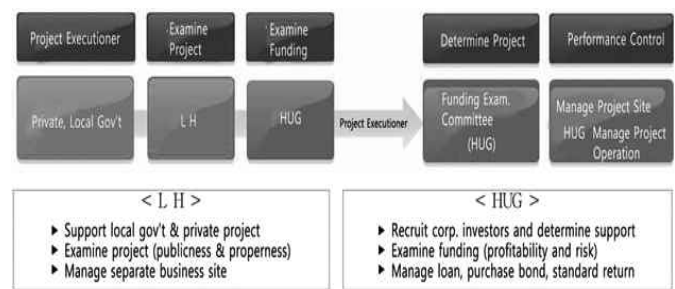 Project Executioner
Examine
Project
Examine
Funding
Determine Project
Performance Control
Private, Local Gov't
L H
HUG
Project Executioner
Funding Exam.
Committee
(HUG)
Manage Project Site
HUG Manage Project
Operation
< L H >
▶ Support local gov't & private project
▶ Examine project (publicness & properness)
▶ Manage separate business site
< HUG >
▶ Recruit corp. investors and determine support
▶ Examine funding (profitability and risk)
▶ Manage loan, purchase bond, standard return